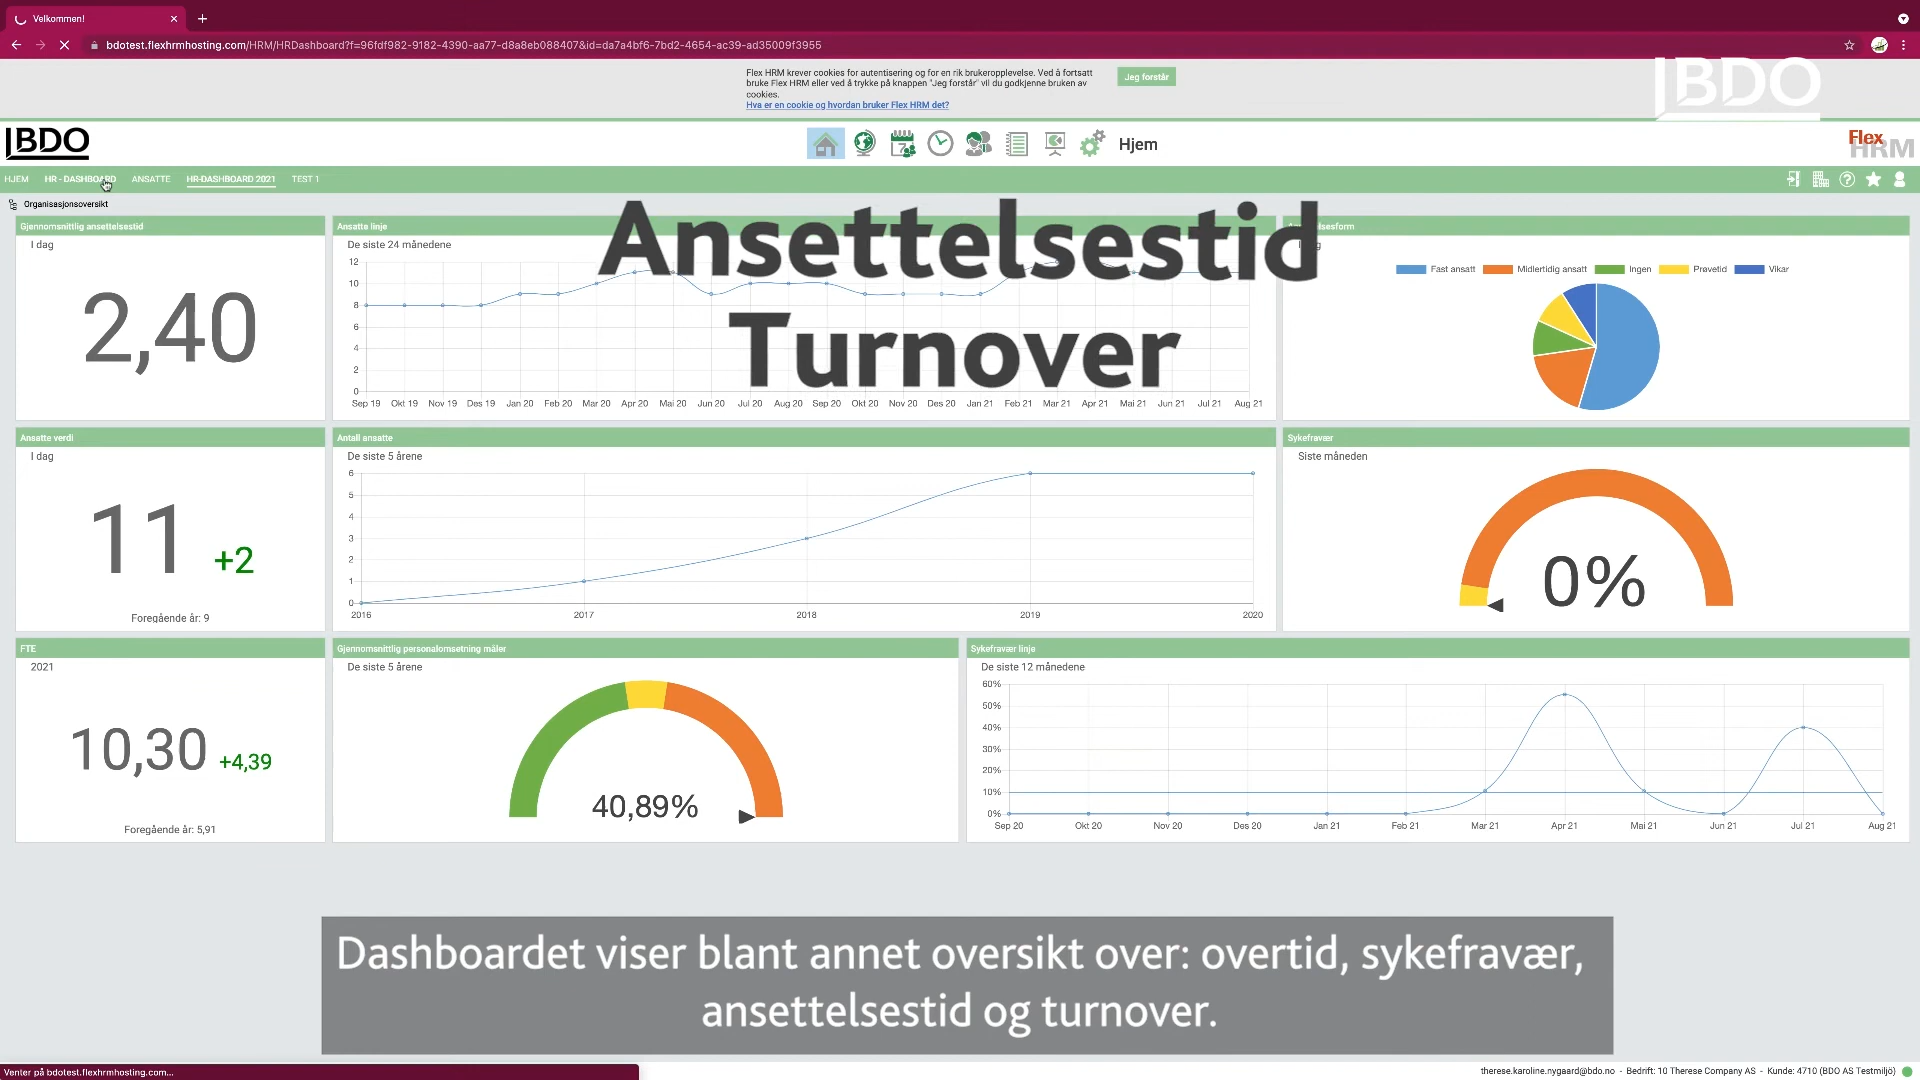 Velkommen!
bdotest.flexhrmhosting.com/HRM/HRDashboard?f=96fdf982-9182-4390-aa77-d8a8eb088407&id=da7a4bf6-7bd2-4654-ac39-ad35009f3955
Flex HRM krever cookies for autentisering og for en rik brukeropplevelse. Ved å fortsatt
bruke Flex HRM eller ved å trykke på knappen "Jeg forstår" vil du godkjenne bruken av
cookies.
Hva er en cookie og hvordan bruker Flex HRM det?
Jeg forstår
BDO
BDO
Hjem
Flex HRM
HJEM HR - DASHBOARD ANSATTE HR-DASHBOARD 2021 TEST 1
Organisasjonsoversikt
Ansettelsestid
Turnover
Gjennomsnittlig ansettelsestid
I dag
2,40
Ansatte linje
De siste 24 månedene
12
10
8
6
4
2
0
Sep 19 Okt 19 Nov 19 Des 19 Jan 20 Feb 20 Mar 20 Apr 20 Mai 20 Jun 20 Jul 20 Aug 20 Sep 20 Okt 20 Nov 20 Des 20 Jan 21 Feb 21 Mar 21 Apr 21 Mai 21 Jun 21 Jul 21 Aug 21
Fast ansatt Midlertidig ansatt Ingen Prøvetid Vikar
Ansatte verdi
I dag
11 +2
Foregående år: 9
Antall ansatte
De siste 5 årene
6
5
4
3
2
1
0
2016 2017 2018 2019 2020
Sykefravær
Siste måneden
0%
FTE
2021
10,30 +4,39
Foregående år: 5,91
Gjennomsnittlig personalomsetning måler
De siste 5 årene
40,89%
Sykefravær linje
De siste 12 månedene
60%
50%
40%
30%
20%
10%
0%
Sep 20 Okt 20 Nov 20 Des 20 Jan 21 Feb 21 Mar 21 Apr 21 Mai 21 Jun 21 Jul 21 Aug 21
Dashboardet viser blant annet oversikt over: overtid, sykefravær,
ansettelsestid og turnover.
Venter på bdotest.flexhrmhosting.com...
therese.karoline.nygaard@bdo.no - Bedrift: 10 Therese Company AS - Kunde: 4710 (BDO AS Testmiljö)